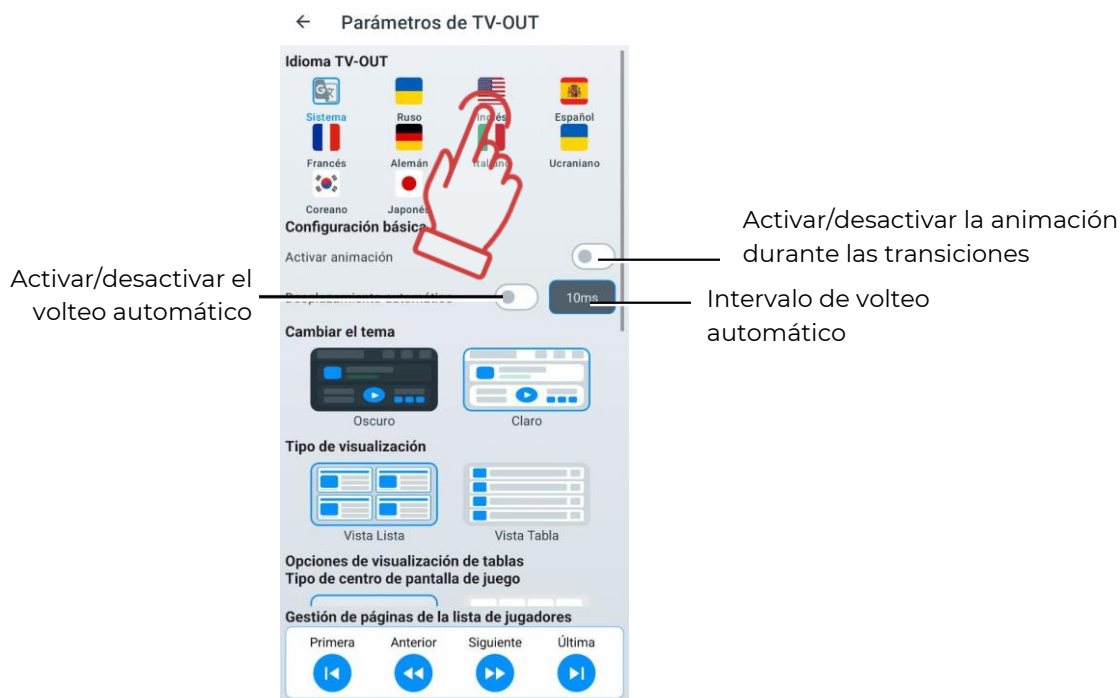 Parámetros de TV-OUT
Idioma TV-OUT
Sistema Ruso Inglés Español
Francés Alemán Italiano Ucraniano
Coreano Japonés
Configuración básica
Activar animación
Activar/desactivar la animación
durante las transiciones
Activar/desactivar el
volteo automático
Desplazamiento automático 10ms
Intervalo de volteo
automático
Cambiar el tema
Oscuro Claro
Tipo de visualización
Vista Lista Vista Tabla
Opciones de visualización de tablas
Tipo de centro de pantalla de juego
Gestión de páginas de la lista de jugadores
Primera Anterior Siguiente Última